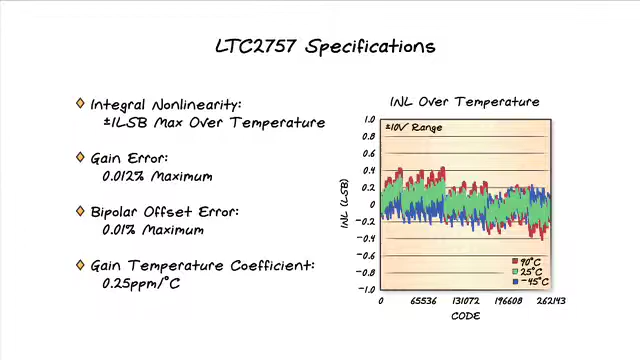 LTC2757 Specifications
Integral Nonlinearity:
±1LSB Max Over Temperature
Gain Error:
0.012% Maximum
Bipolar Offset Error:
0.01% Maximum
Gain Temperature Coefficient:
0.25ppm/°C
INL Over Temperature
±10V Range
INL (LSB)
1.0
0.8
0.6
0.4
0.2
0
-0.2
-0.4
-0.6
-0.8
-1.0
90°C
25°C
-45°C
0 65536 131072 196608 262143
CODE